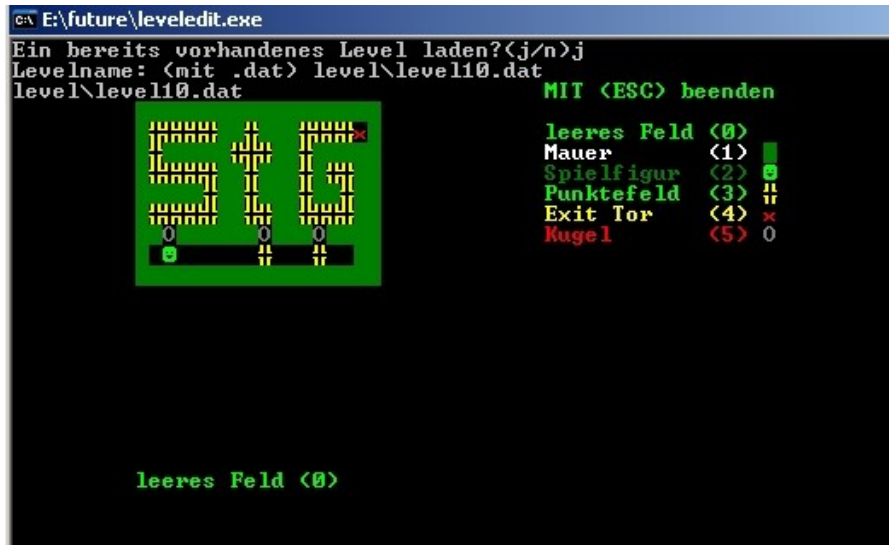 E:\future\leveledit.exe
Ein bereits vorhandenes Level laden?(j/n)j
Levelname: (mit .dat) level\level10.dat
level\level10.dat
MIT (ESC) beenden
leeres Feld (0)
Mauer (1)
Spielfigur (2)
Punktefeld (3)
Exit Tor (4)
Kugel (5)
StG
leeres Feld (0)